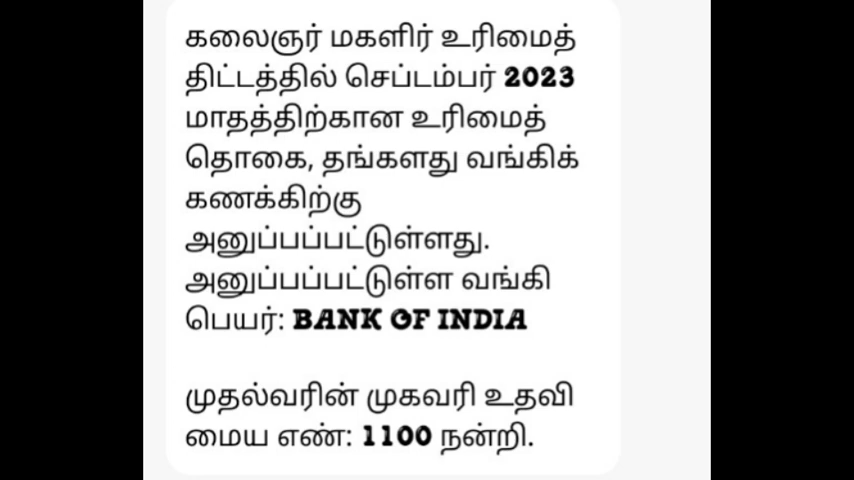 கலைஞர் மகளிர் உரிமைத்
திட்டத்தில் செப்டம்பர் 2023
மாதத்திற்கான உரிமைத்
தொகை, தங்களது வங்கிக்
கணக்கிற்கு
அனுப்பப்பட்டுள்ளது.
அனுப்பப்பட்டுள்ள வங்கி
பெயர்: BANK OF INDIA
முதல்வரின் முகவரி உதவி
மைய எண்: 1100 நன்றி.